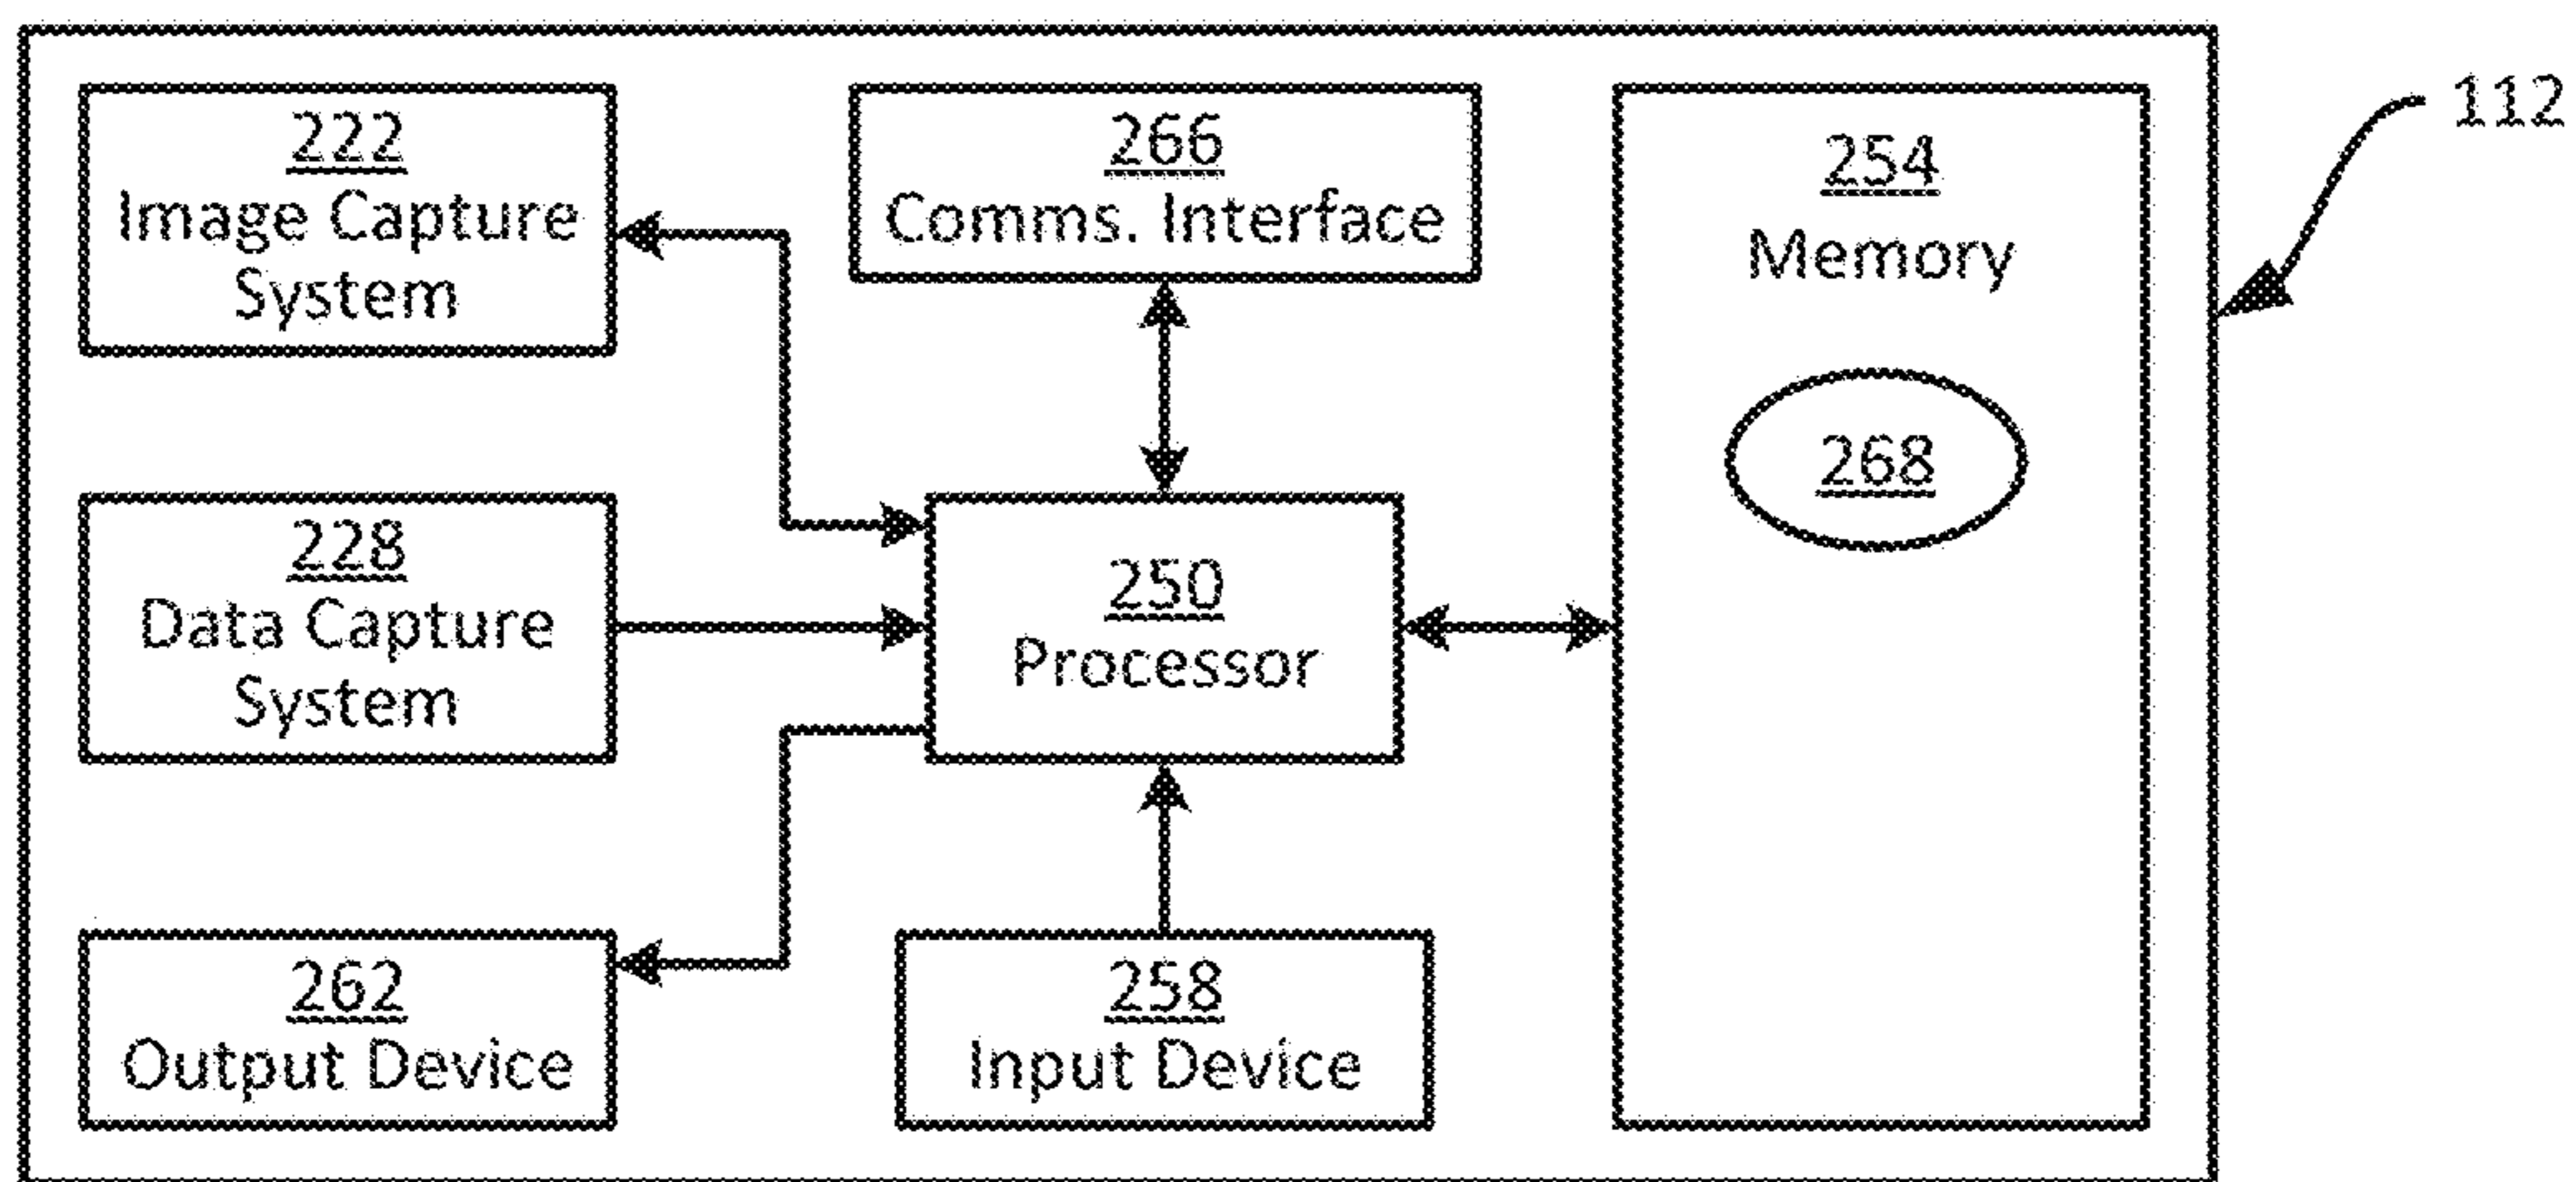 222
Image Capture
System
266
Comms. Interface
254
Memory
112
268
228
Data Capture
System
250
Processor
262
Output Device
258
Input Device